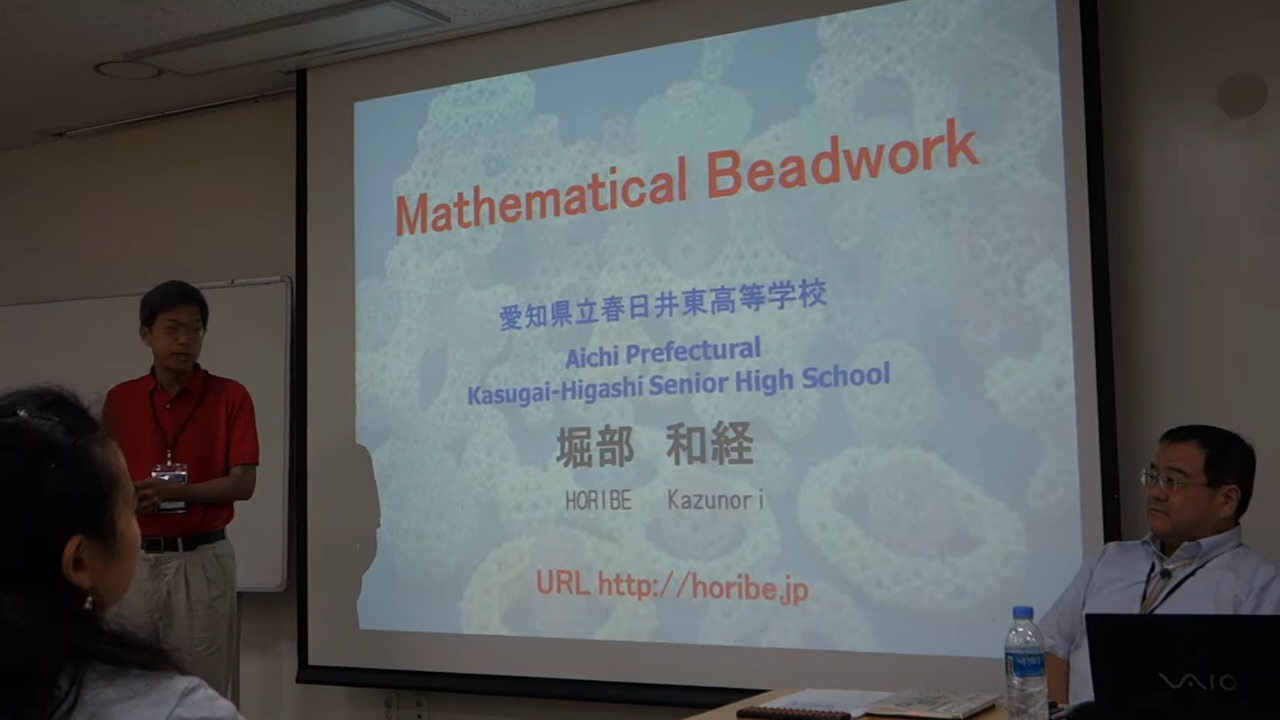 Mathematical Beadwork
愛知県立春日井東高等学校
Aichi Prefectural
Kasugai-Higashi Senior High School
堀部 和経
HORIBE Kazunori
URL http://horibe.jp
VAIO